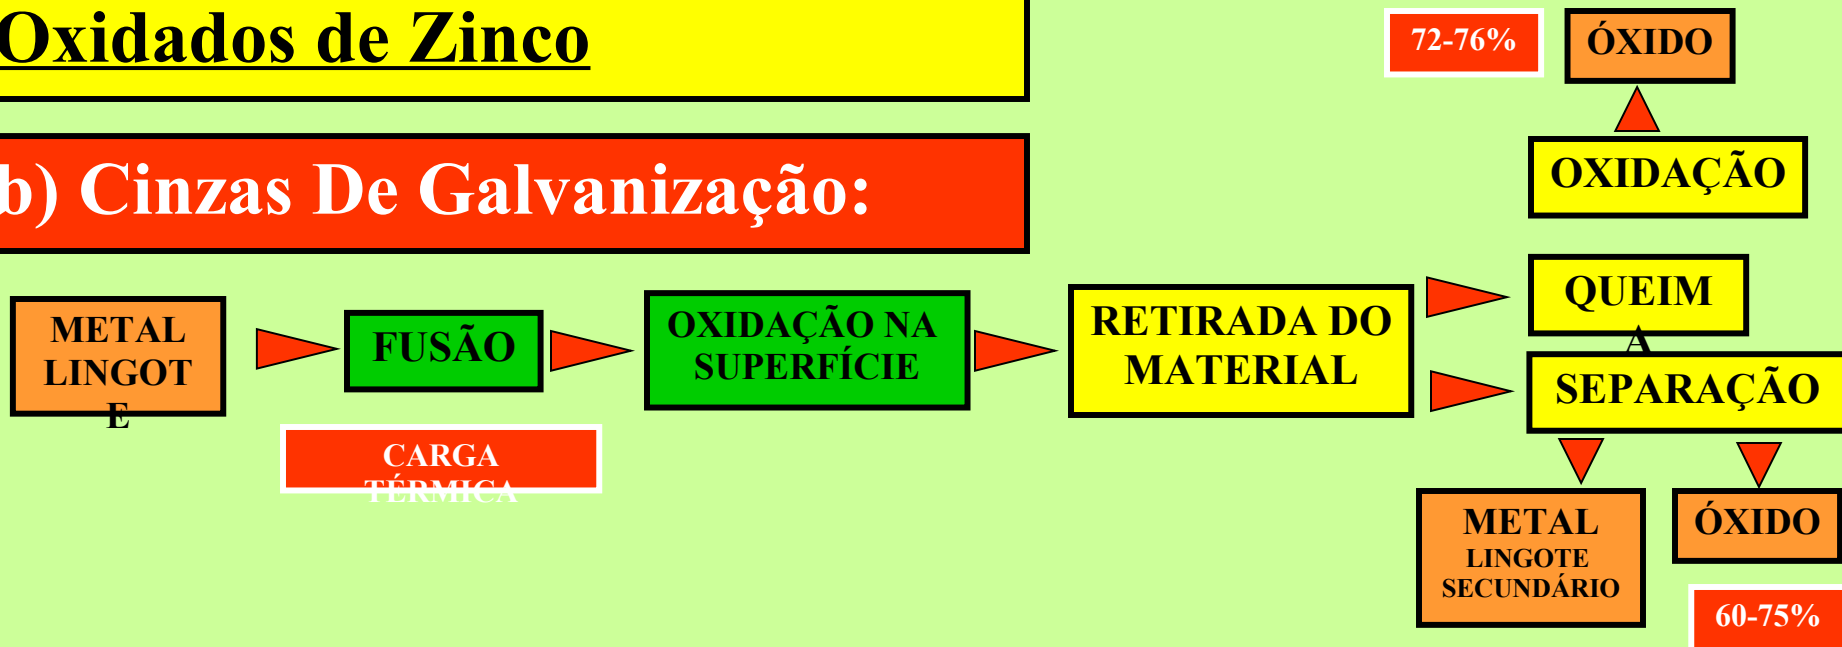 Oxidados de Zinco
b) Cinzas De Galvanização:
72-76%
ÓXIDO
OXIDAÇÃO
METAL
LINGOT
E
FUSÃO
CARGA
TÉRMICA
OXIDAÇÃO NA
SUPERFÍCIE
RETIRADA DO
MATERIAL
QUEIM
A
SEPARAÇÃO
METAL
LINGOTE
SECUNDÁRIO
ÓXIDO
60-75%